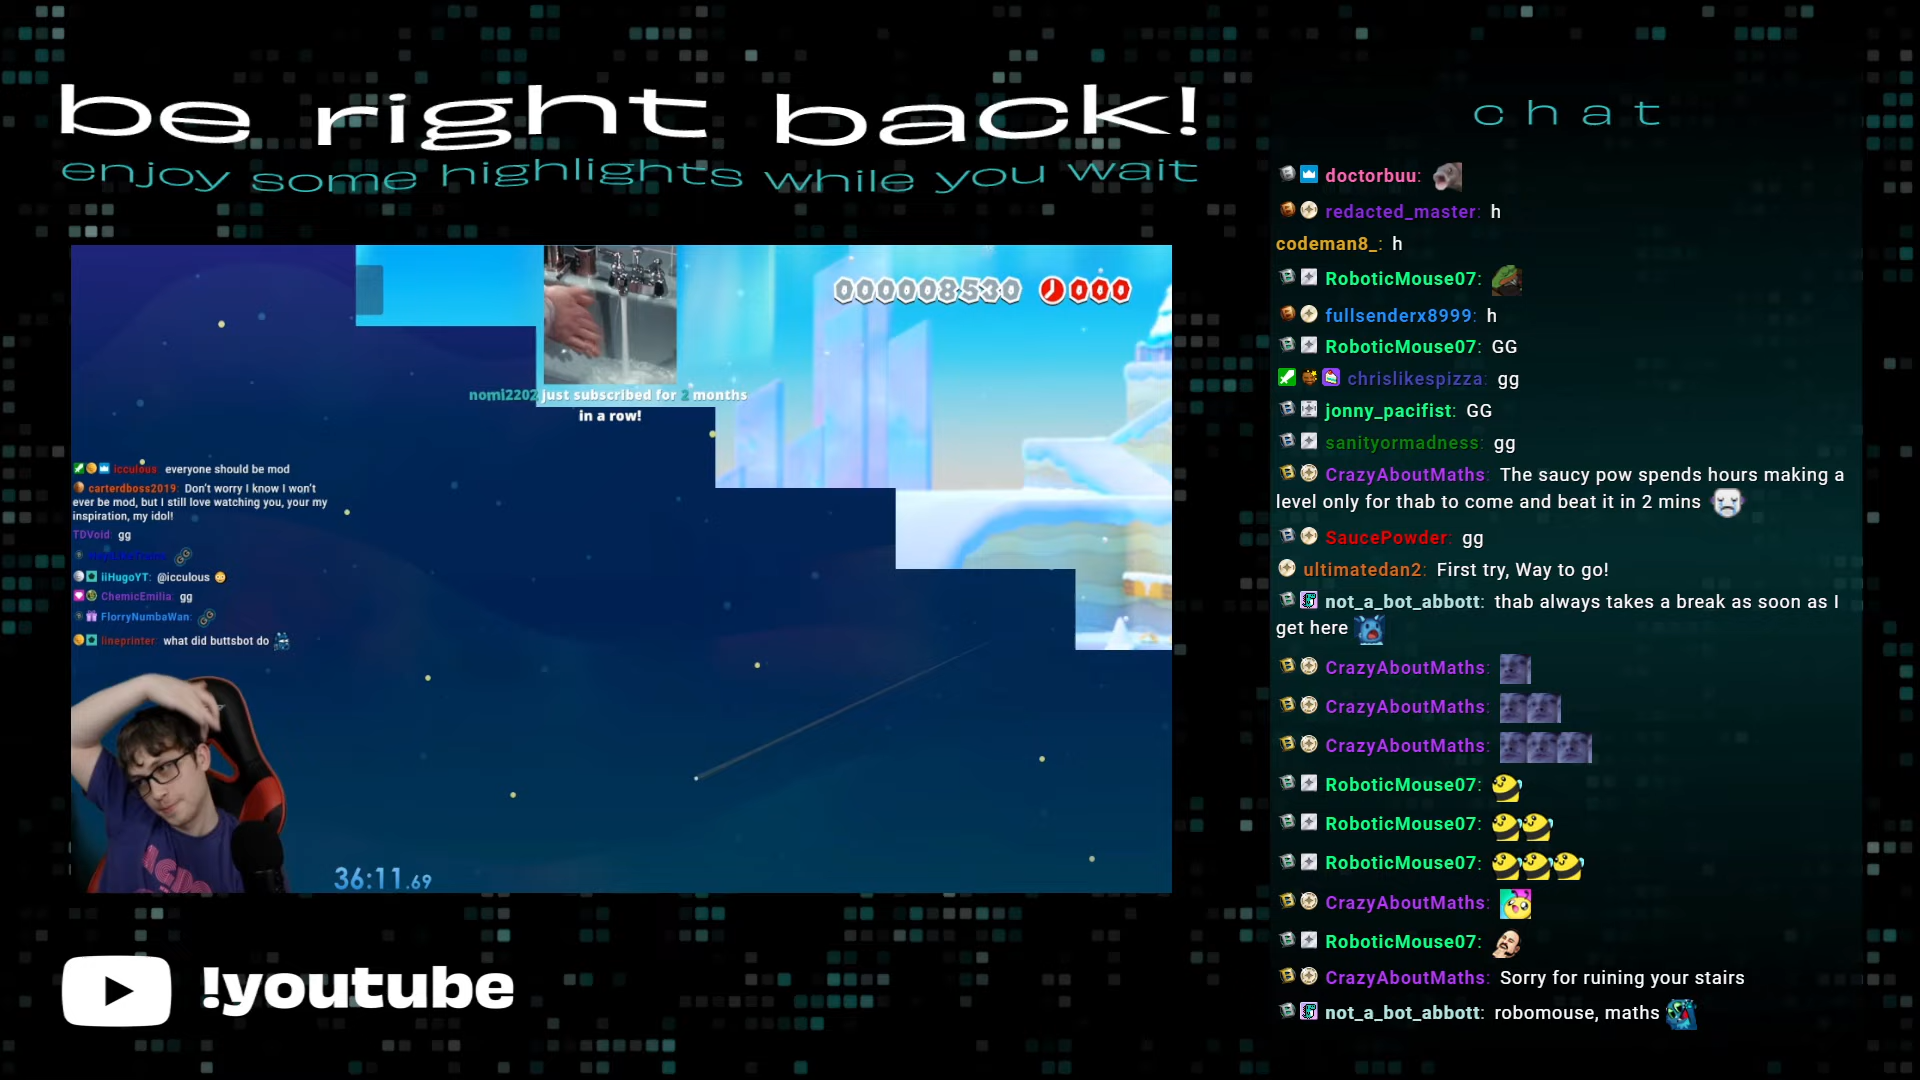 be right back!
enjoy some highlights while you wait
000008530 000
nomi2202 just subscribed for 2 months
in a row!
icculous everyone should be mod
carterdboss2019: Don't worry I know I won't
ever be mod, but I still love watching you, your my
inspiration, my idol!
TDVoid: gg
iiHugoYT: @icculous
ChemicEmilia: gg
FlorryNumbaWan:
lineprinter: what did buttsbot do
36:11.69
!youtube
chat
doctorbuu:
redacted_master: h
codeman8_: h
RoboticMouse07:
fullsenderx8999: h
RoboticMouse07: GG
chrislikespizza: gg
jonny_pacifist: GG
sanityormadness: gg
CrazyAboutMaths: The saucy pow spends hours making a
level only for thab to come and beat it in 2 mins
SaucePowder: gg
ultimatedan2: First try, Way to go!
not_a_bot_abbott: thab always takes a break as soon as I
get here
CrazyAboutMaths:
CrazyAboutMaths:
CrazyAboutMaths:
RoboticMouse07:
RoboticMouse07:
RoboticMouse07:
CrazyAboutMaths:
RoboticMouse07:
CrazyAboutMaths: Sorry for ruining your stairs
not_a_bot_abbott: robomouse, maths